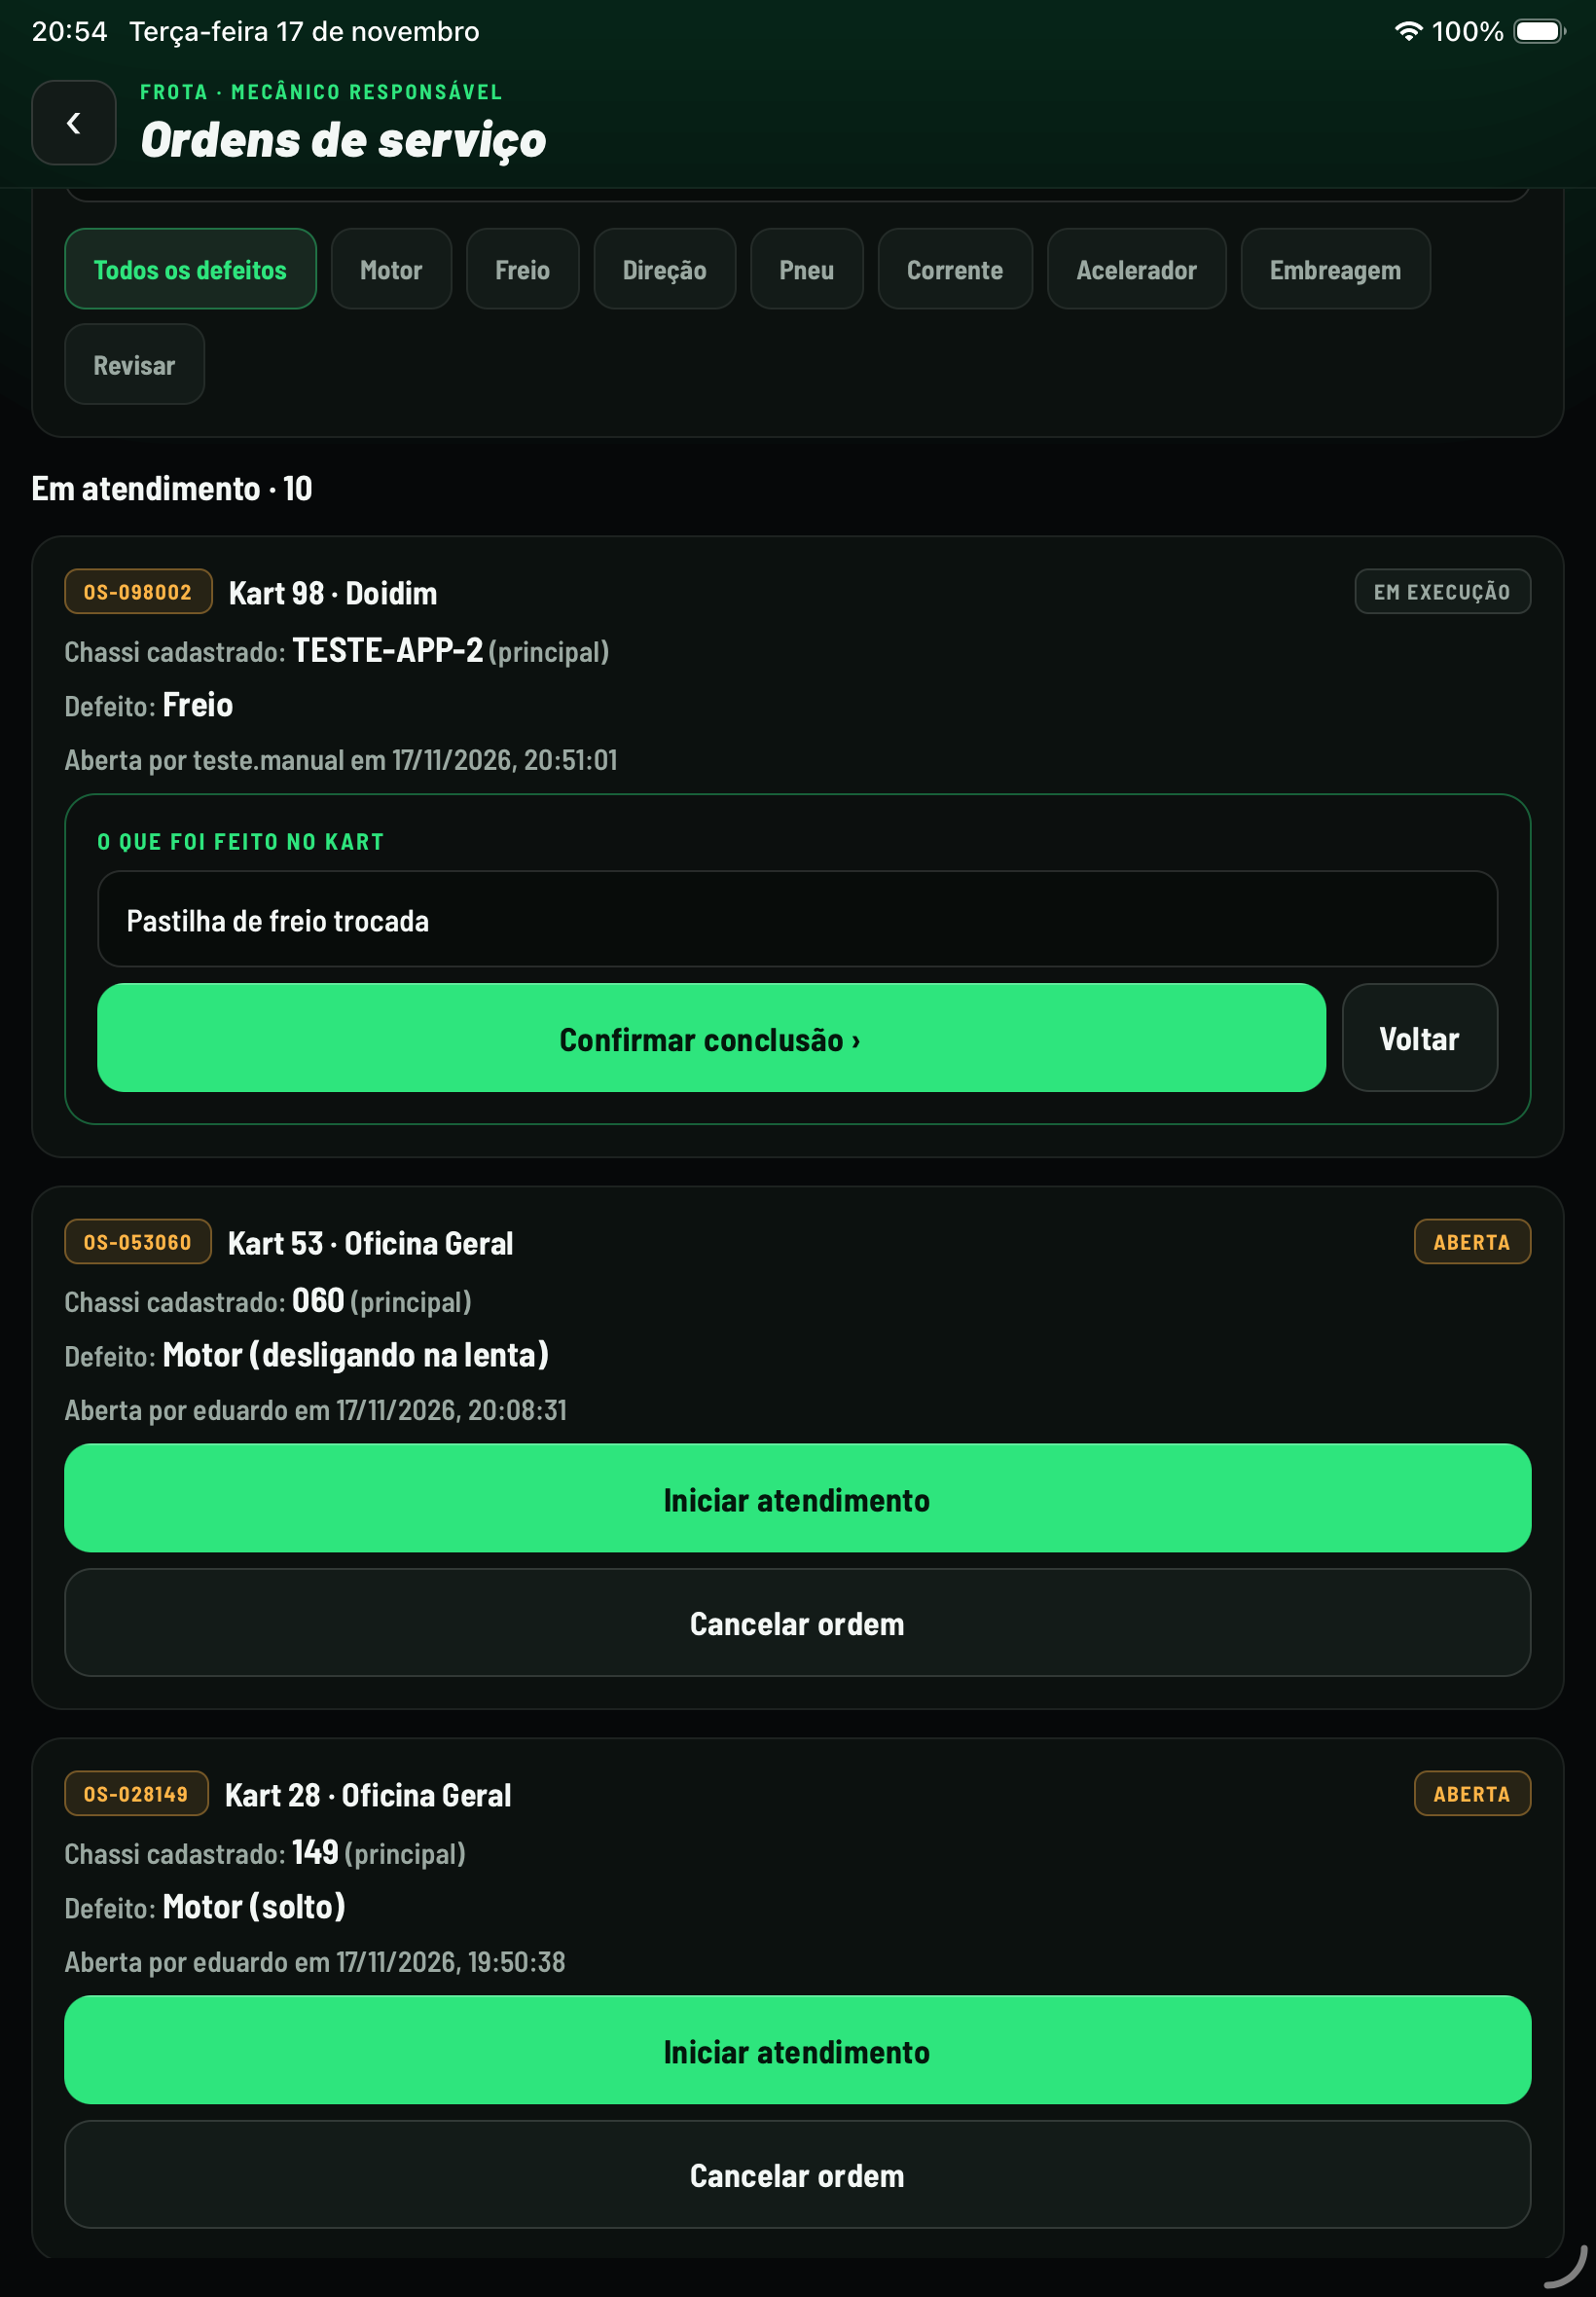 20:54 Terça-feira 17 de novembro 100%
FROTA · MECÂNICO RESPONSÁVEL
Ordens de serviço
Todos os defeitos Motor Freio Direção Pneu Corrente Acelerador Embreagem
Revisar
Em atendimento · 10
OS-098002 Kart 98 · Doidim EM EXECUÇÃO
Chassi cadastrado: TESTE-APP-2 (principal)
Defeito: Freio
Aberta por teste.manual em 17/11/2026, 20:51:01
O QUE FOI FEITO NO KART
Pastilha de freio trocada
Confirmar conclusão › Voltar
OS-053060 Kart 53 · Oficina Geral ABERTA
Chassi cadastrado: 060 (principal)
Defeito: Motor (desligando na lenta)
Aberta por eduardo em 17/11/2026, 20:08:31
Iniciar atendimento
Cancelar ordem
OS-028149 Kart 28 · Oficina Geral ABERTA
Chassi cadastrado: 149 (principal)
Defeito: Motor (solto)
Aberta por eduardo em 17/11/2026, 19:50:38
Iniciar atendimento
Cancelar ordem